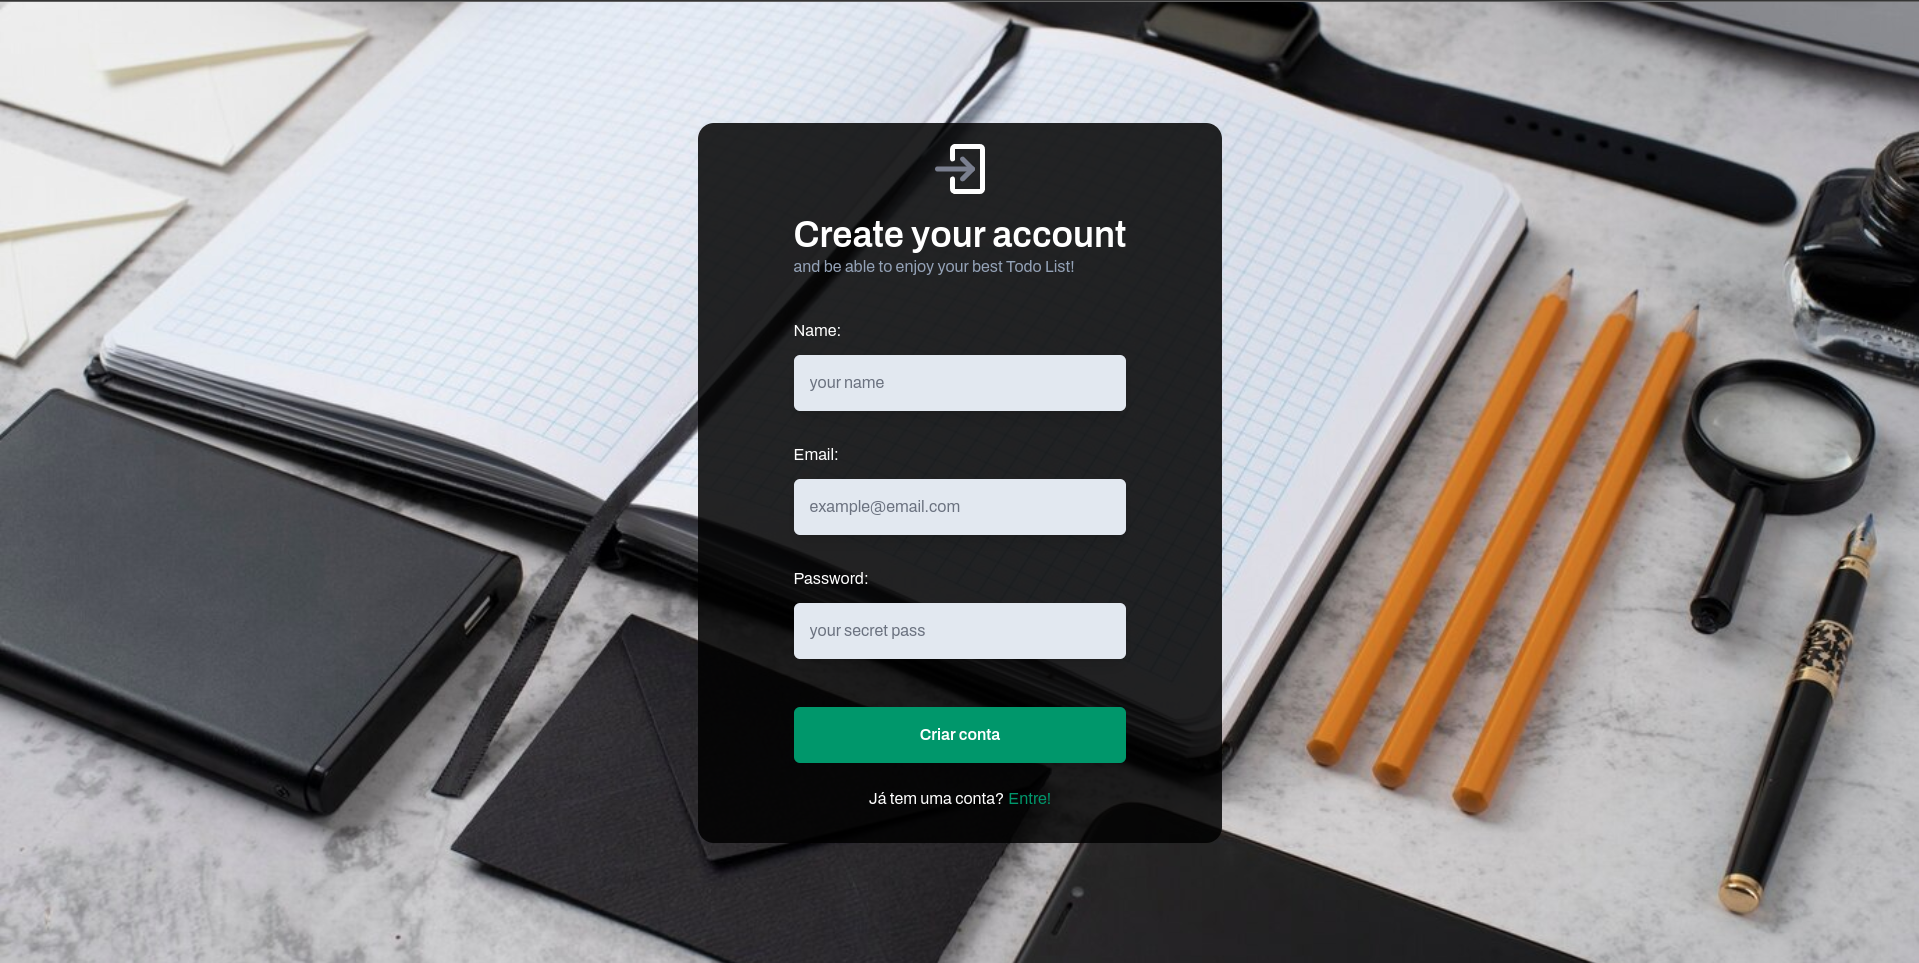 Create your account
and be able to enjoy your best Todo List!
Name:
your name
Email:
example@email.com
Password:
your secret pass
Criar conta
Já tem uma conta? Entre!